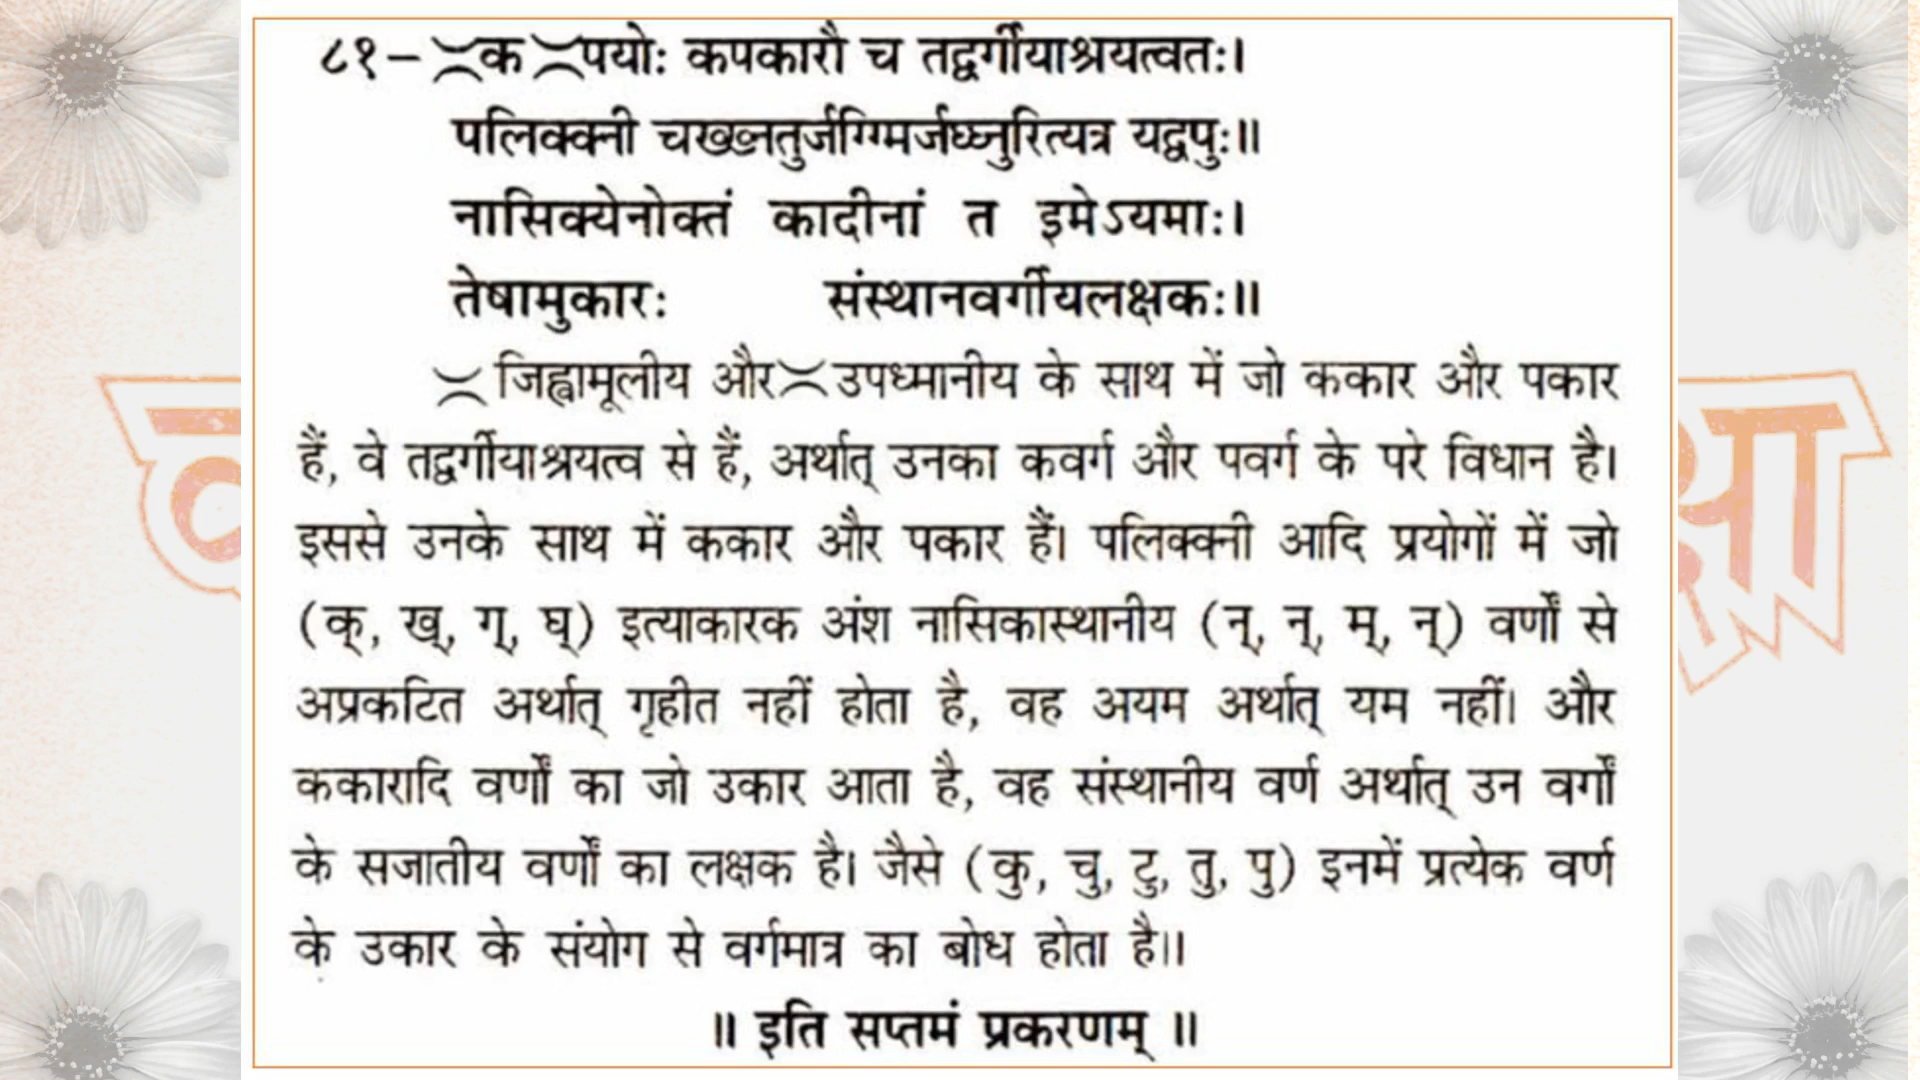 ८१–ᳲक ᳲपयोः कपकारौ च तद्वर्गीयाश्रयत्वतः।
पलिक्क्नी चख्ख्नतुर्जग्ग्मिर्जघ्घ्नुरित्यत्र यद्वपुः॥
नासिक्येनोक्तं कादीनां त इमेऽयमाः।
तेषामुकारः संस्थानवर्गीयलक्षकः॥
ᳲ जिह्वामूलीय और ᳲ उपध्मानीय के साथ में जो ककार और पकार
हैं, वे तद्वर्गीयाश्रयत्व से हैं, अर्थात् उनका कवर्ग और पवर्ग के परे विधान है।
इससे उनके साथ में ककार और पकार हैं। पलिक्क्नी आदि प्रयोगों में जो
(क्, ख्, ग्, घ्) इत्याकारक अंश नासिकास्थानीय (न्, न्, म्, न्) वर्णों से
अप्रकटित अर्थात् गृहीत नहीं होता है, वह अयम अर्थात् यम नहीं। और
ककारादि वर्णों का जो उकार आता है, वह संस्थानीय वर्ण अर्थात् उन वर्गों
के सजातीय वर्णों का लक्षक है। जैसे (कु, चु, टु, तु, पु) इनमें प्रत्येक वर्ण
के उकार के संयोग से वर्गमात्र का बोध होता है॥
॥ इति सप्तमं प्रकरणम् ॥